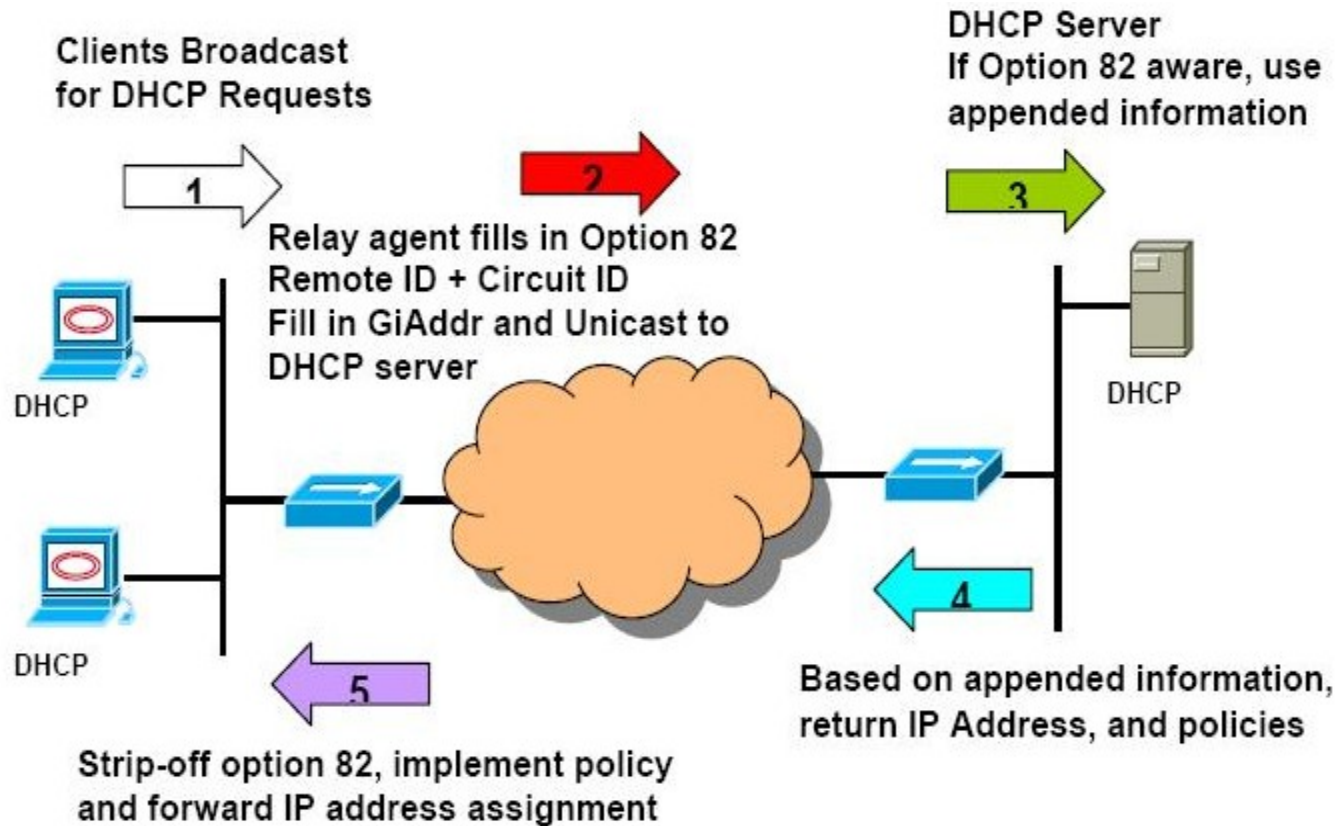 Clients Broadcast
for DHCP Requests
DHCP Server
If Option 82 aware, use
appended information
1
2
3
Relay agent fills in Option 82
Remote ID + Circuit ID
Fill in GiAddr and Unicast to
DHCP server
DHCP
DHCP
DHCP
4
5
Based on appended information,
return IP Address, and policies
Strip-off option 82, implement policy
and forward IP address assignment